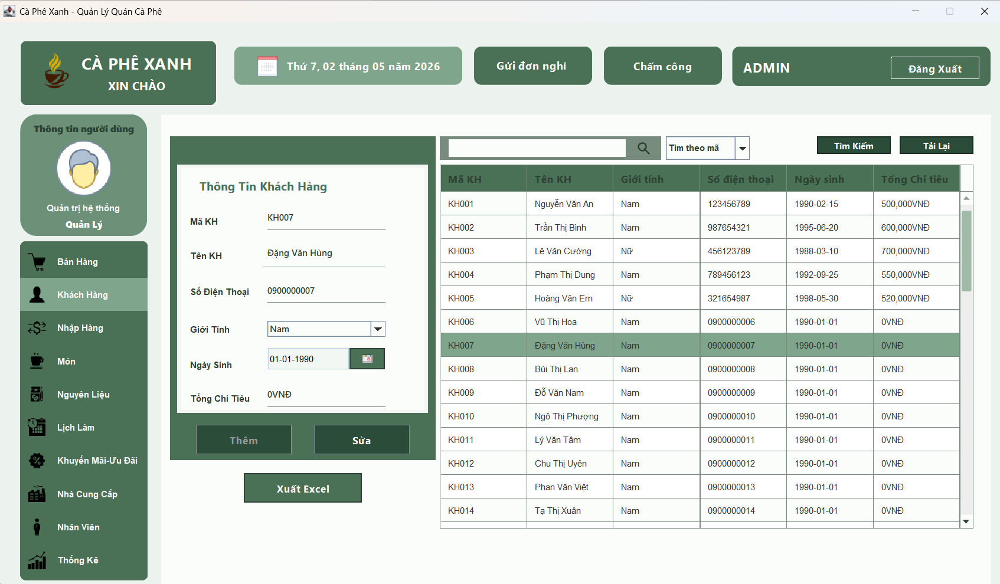 Cà Phê Xanh - Quản Lý Quán Cà Phê
CÀ PHÊ XANH
XIN CHÀO
Thứ 7, 02 tháng 05 năm 2026
Gửi đơn nghỉ
Chấm công
ADMIN
Đăng Xuất
Thông tin người dùng
Quản trị hệ thống
Quản Lý
Bán Hàng
Khách Hàng
Nhập Hàng
Món
Nguyên Liệu
Lịch Làm
Khuyến Mãi-Ưu Đãi
Nhà Cung Cấp
Nhân Viên
Thống Kê
Thông Tin Khách Hàng
Mã KH KH007
Tên KH Đặng Văn Hùng
Số Điện Thoại 0900000007
Giới Tính Nam
Ngày Sinh 01-01-1990
Tổng Chi Tiêu 0VNĐ
Thêm Sửa
Xuất Excel
Tìm theo mã Tìm Kiếm Tải Lại
Mã KH Tên KH Giới tính Số điện thoại Ngày sinh Tổng Chi tiêu
KH001 Nguyễn Văn An Nam 123456789 1990-02-15 500,000VNĐ
KH002 Trần Thị Bình Nam 987654321 1995-06-20 600,000VNĐ
KH003 Lê Văn Cường Nữ 456123789 1988-03-10 700,000VNĐ
KH004 Phạm Thị Dung Nam 789456123 1992-09-25 550,000VNĐ
KH005 Hoàng Văn Em Nữ 321654987 1998-05-30 520,000VNĐ
KH006 Vũ Thị Hoa Nam 0900000006 1990-01-01 0VNĐ
KH007 Đặng Văn Hùng Nam 0900000007 1990-01-01 0VNĐ
KH008 Bùi Thị Lan Nam 0900000008 1990-01-01 0VNĐ
KH009 Đỗ Văn Nam Nam 0900000009 1990-01-01 0VNĐ
KH010 Ngô Thị Phượng Nam 0900000010 1990-01-01 0VNĐ
KH011 Lý Văn Tâm Nam 0900000011 1990-01-01 0VNĐ
KH012 Chu Thị Uyên Nam 0900000012 1990-01-01 0VNĐ
KH013 Phan Văn Việt Nam 0900000013 1990-01-01 0VNĐ
KH014 Tạ Thị Xuân Nam 0900000014 1990-01-01 0VNĐ